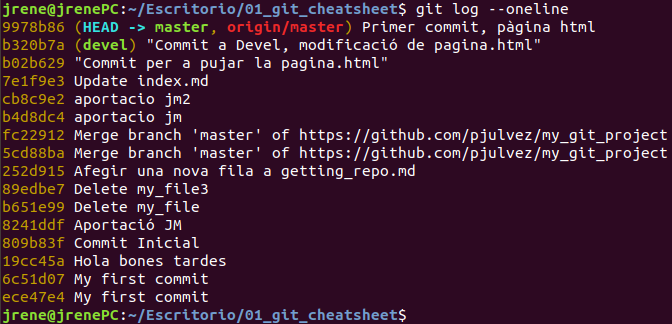 jrene@jrenePC:~/Escritorio/01_git_cheatsheet$ git log --oneline
9978b86 (HEAD -> master, origin/master) Primer commit, pàgina html
b320b7a (devel) "Commit a Devel, modificació de pagina.html"
b02b629 "Commit per a pujar la pagina.html"
7e1f9e3 Update index.md
cb8c9e2 aportacio jm2
b4d8dc4 aportacio jm
fc22912 Merge branch 'master' of https://github.com/pjulvez/my_git_project
5cd88ba Merge branch 'master' of https://github.com/pjulvez/my_git_project
252d915 Afegir una nova fila a getting_repo.md
89edbe7 Delete my_file3
b651e99 Delete my_file
8241ddf Aportació JM
809b83f Commit Inicial
19cc45a Hola bones tardes
6c51d07 My first commit
ece47e4 My first commit
jrene@jrenePC:~/Escritorio/01_git_cheatsheet$